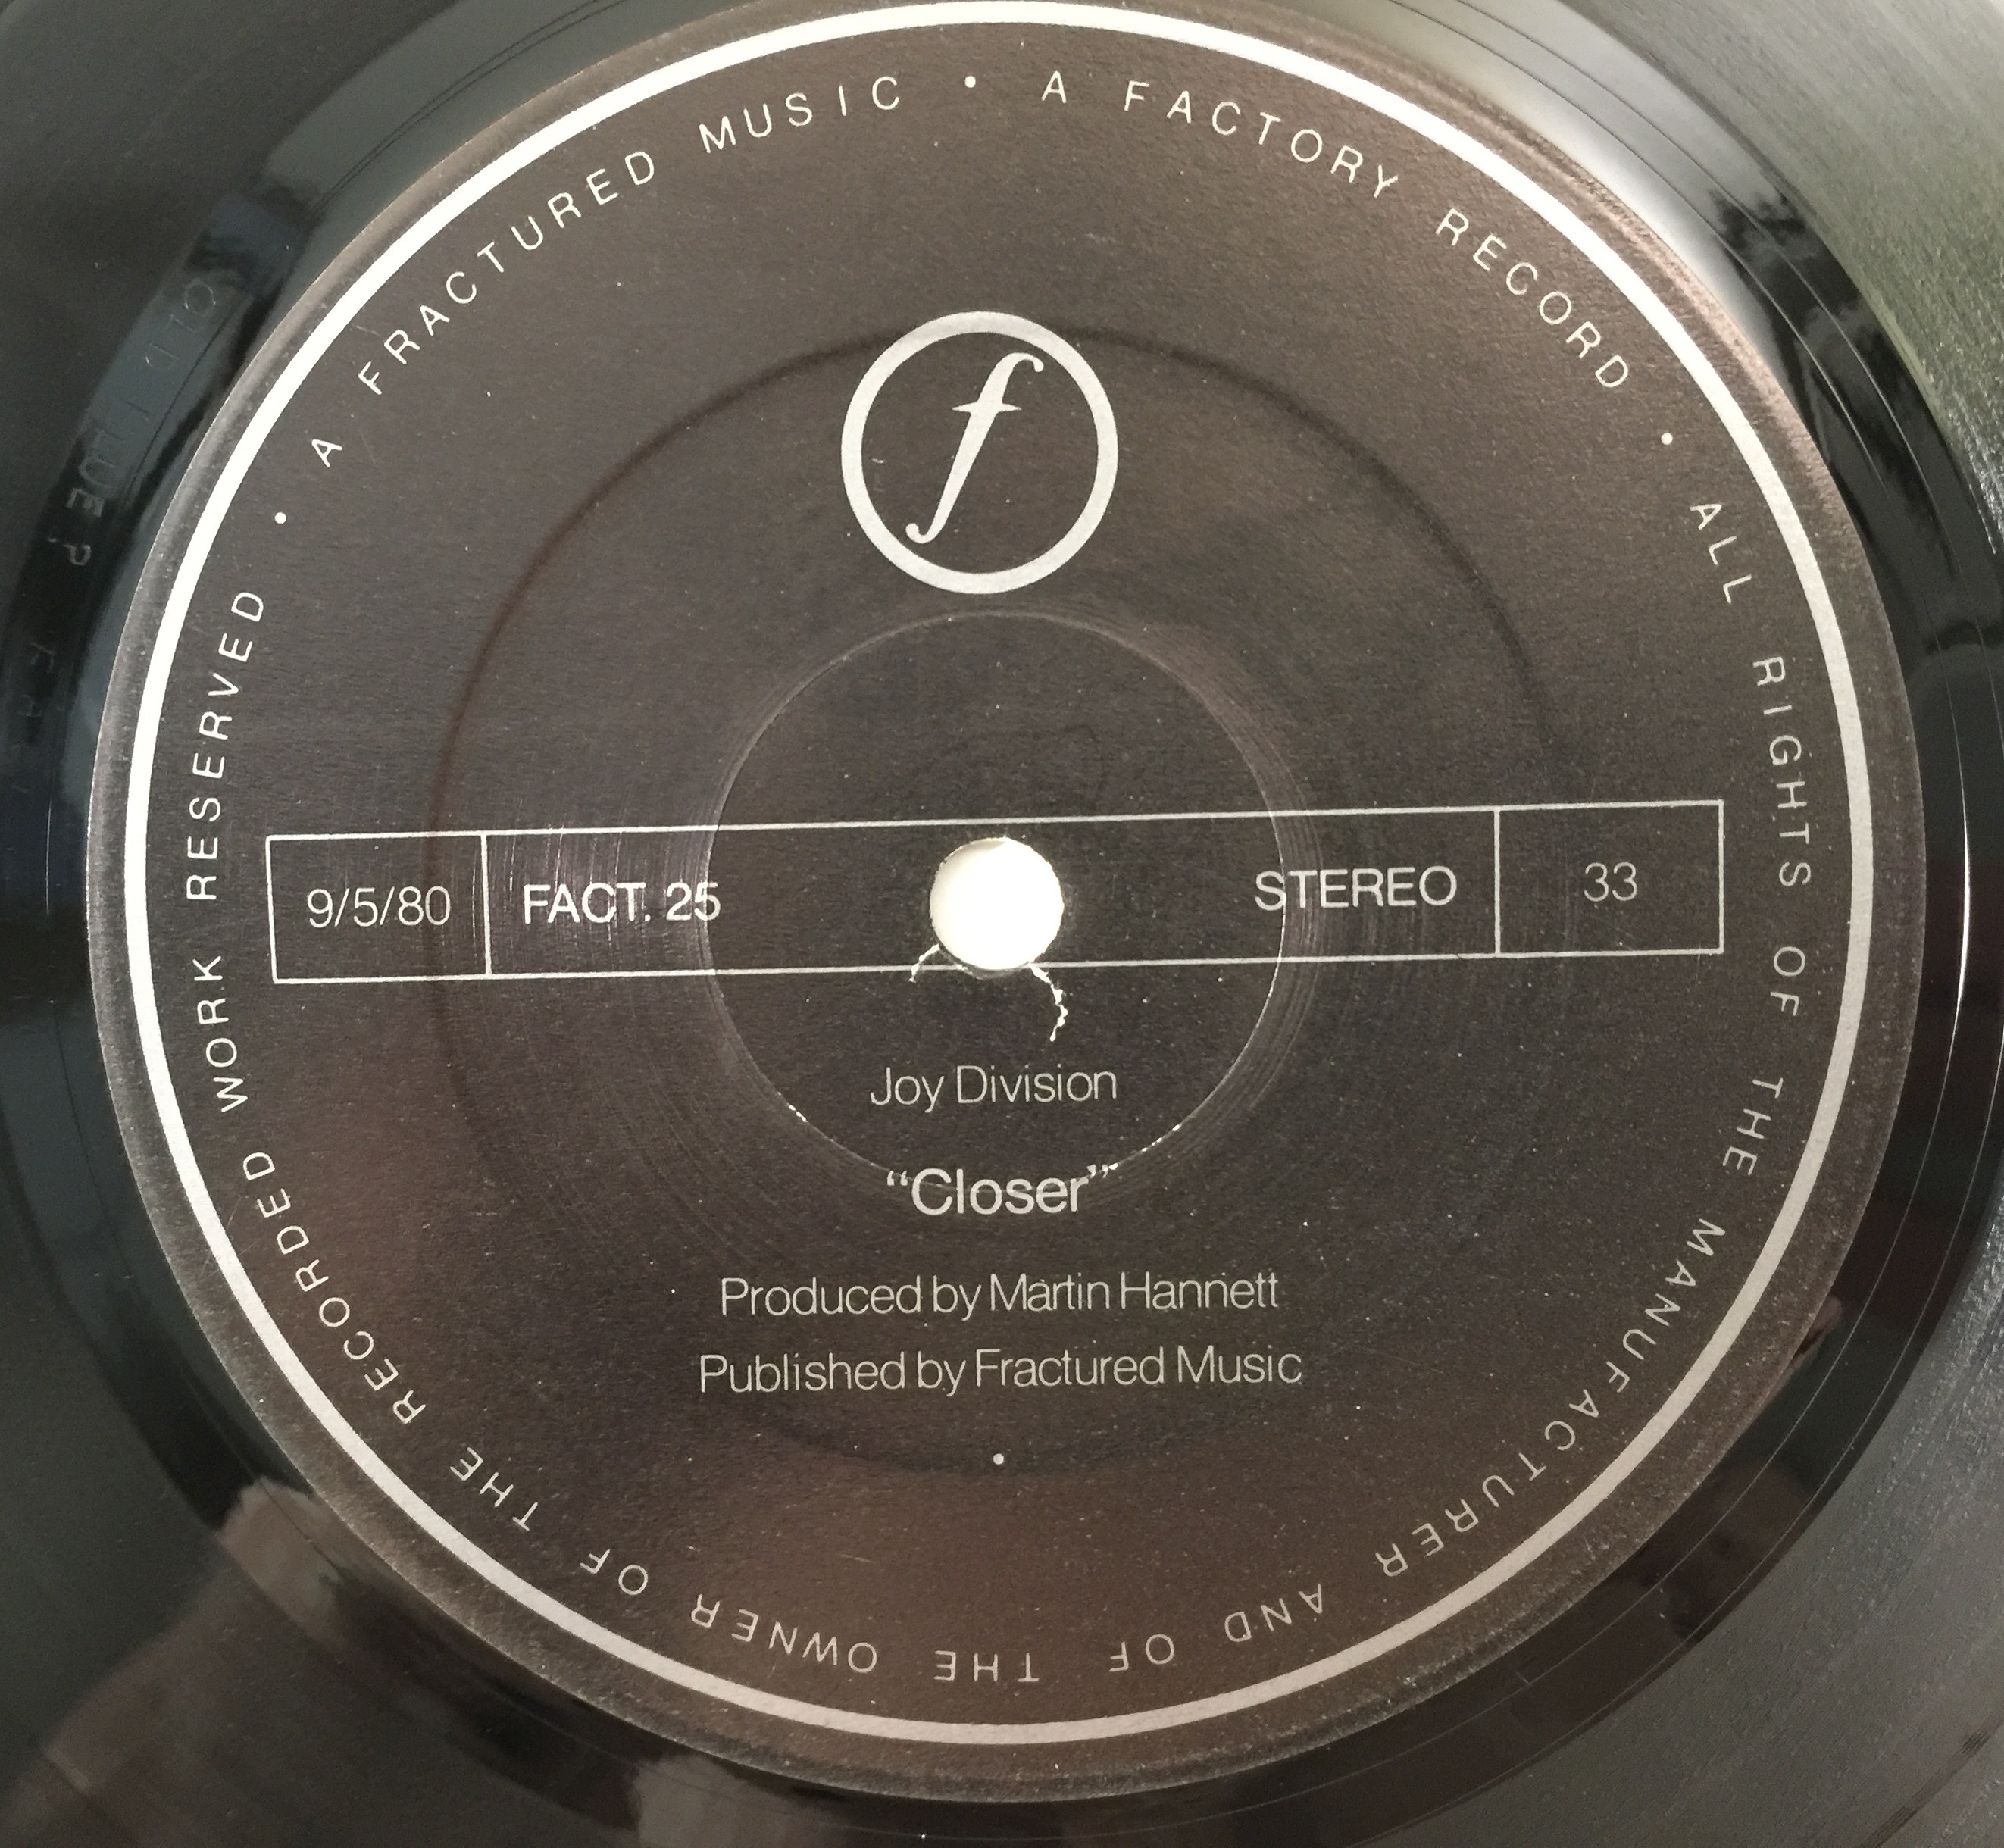 A FRACTURED MUSIC • A FACTORY RECORD • ALL RIGHTS OF THE MANUFACTURER AND OF THE OWNER OF THE RECORDED WORK RESERVED •
f
9/5/80 FACT. 25 STEREO 33
Joy Division
“Closer”
Produced by Martin Hannett
Published by Fractured Music